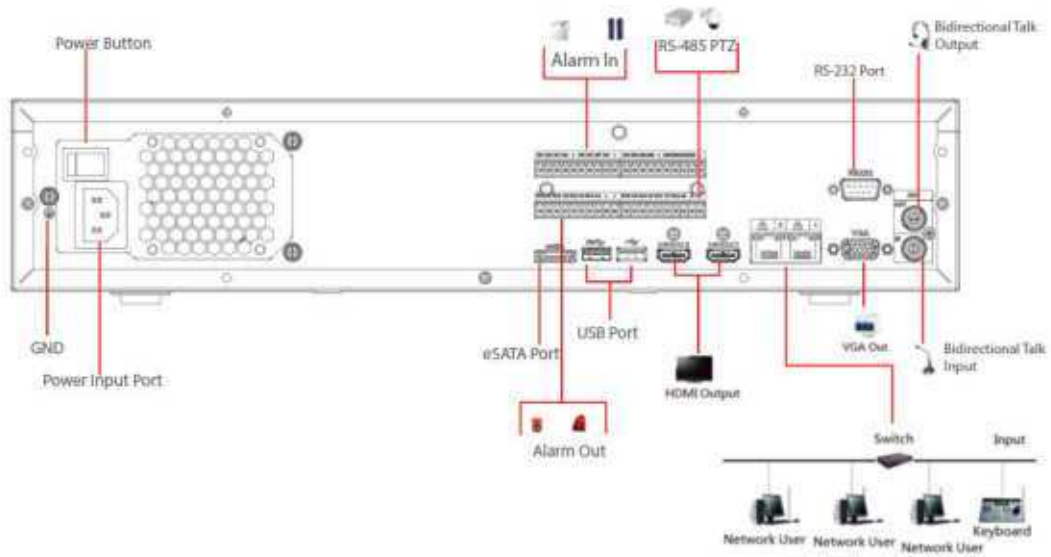 Power Button
Alarm In
RS-485 PTZ
Bidirectional Talk
Output
RS-232 Port
RS232
VGA
GND
Power Input Port
eSATA Port
USB Port
HDMI Output
VGA Out
Bidirectional Talk
Input
Alarm Out
Switch
Input
Network User
Network User
Network User
Keyboard